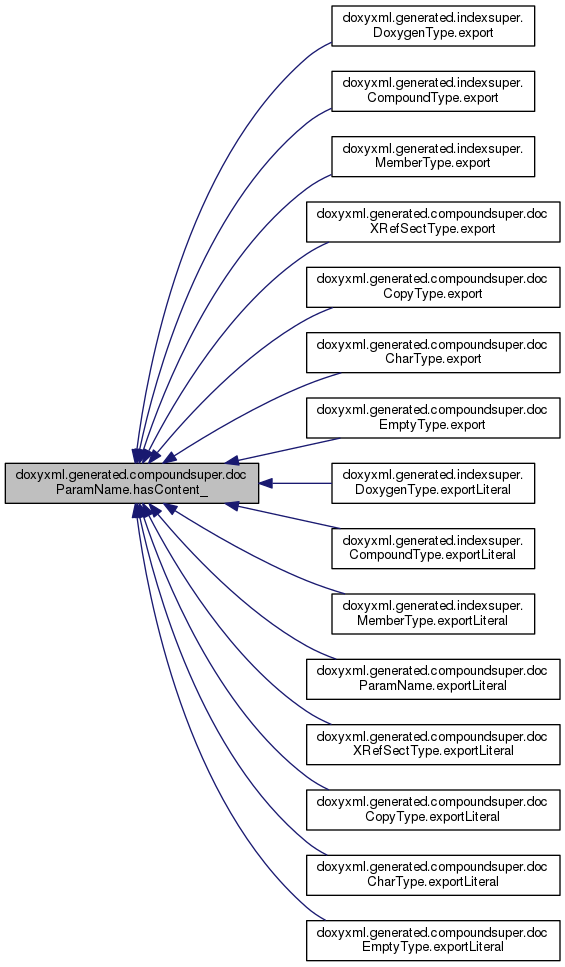 doxyxml.generated.indexsuper.
DoxygenType.export
doxyxml.generated.indexsuper.
CompoundType.export
doxyxml.generated.indexsuper.
MemberType.export
doxyxml.generated.compoundsuper.doc
XRefSectType.export
doxyxml.generated.compoundsuper.doc
CopyType.export
doxyxml.generated.compoundsuper.doc
CharType.export
doxyxml.generated.compoundsuper.doc
EmptyType.export
doxyxml.generated.compoundsuper.doc
ParamName.hasContent_
doxyxml.generated.indexsuper.
DoxygenType.exportLiteral
doxyxml.generated.indexsuper.
CompoundType.exportLiteral
doxyxml.generated.indexsuper.
MemberType.exportLiteral
doxyxml.generated.compoundsuper.doc
ParamName.exportLiteral
doxyxml.generated.compoundsuper.doc
XRefSectType.exportLiteral
doxyxml.generated.compoundsuper.doc
CopyType.exportLiteral
doxyxml.generated.compoundsuper.doc
CharType.exportLiteral
doxyxml.generated.compoundsuper.doc
EmptyType.exportLiteral